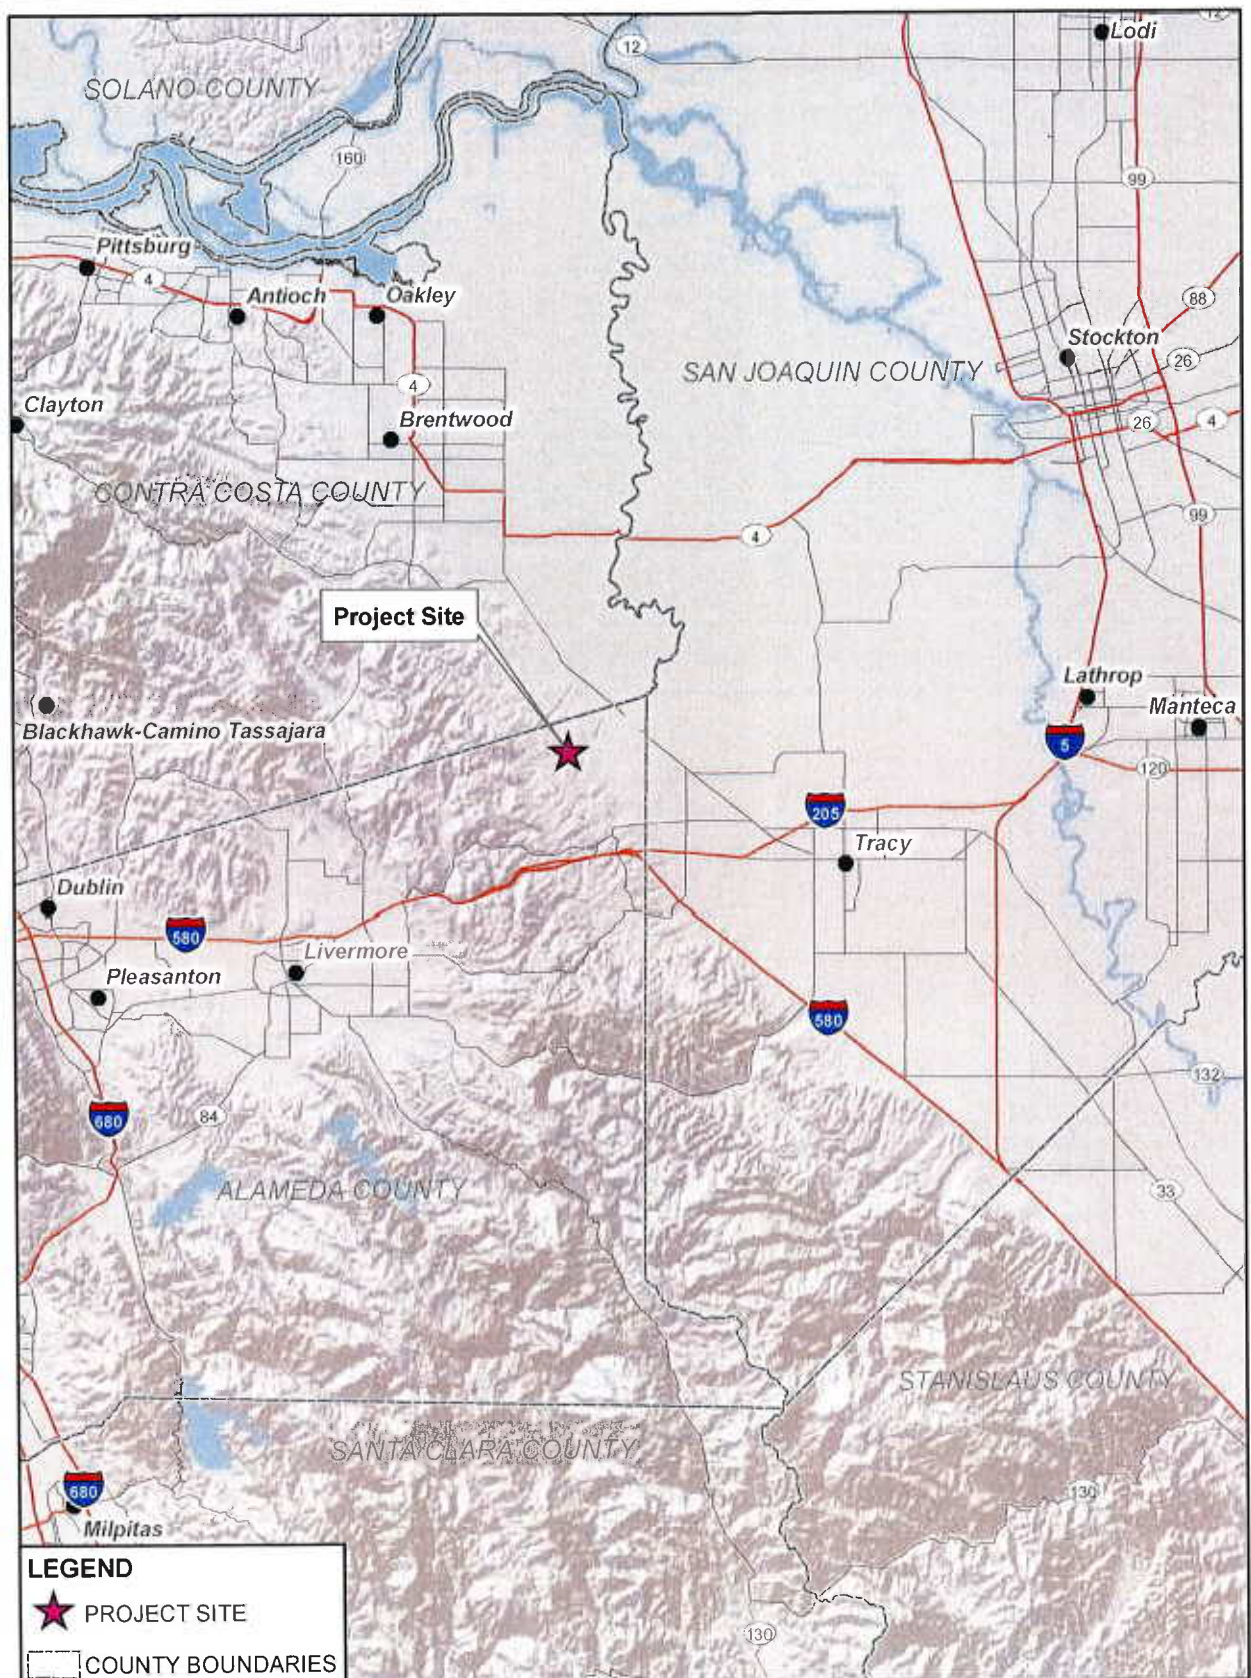 12
Lodi
12
SOLANO COUNTY
160
99
Pittsburg
4
Antioch
Oakley
88
Stockton
26
SAN JOAQUIN COUNTY
4
Clayton
Brentwood
26
4
CONTRA COSTA COUNTY
99
4
Project Site
Lathrop
Manteca
Blackhawk-Camino Tassajara
5
120
205
Tracy
Dublin
580
Livermore
Pleasanton
580
132
680
84
ALAMEDA COUNTY
33
STANISLAUS COUNTY
SANTA CLARA COUNTY
680
130
Milpitas
LEGEND
PROJECT SITE
130
COUNTY BOUNDARIES